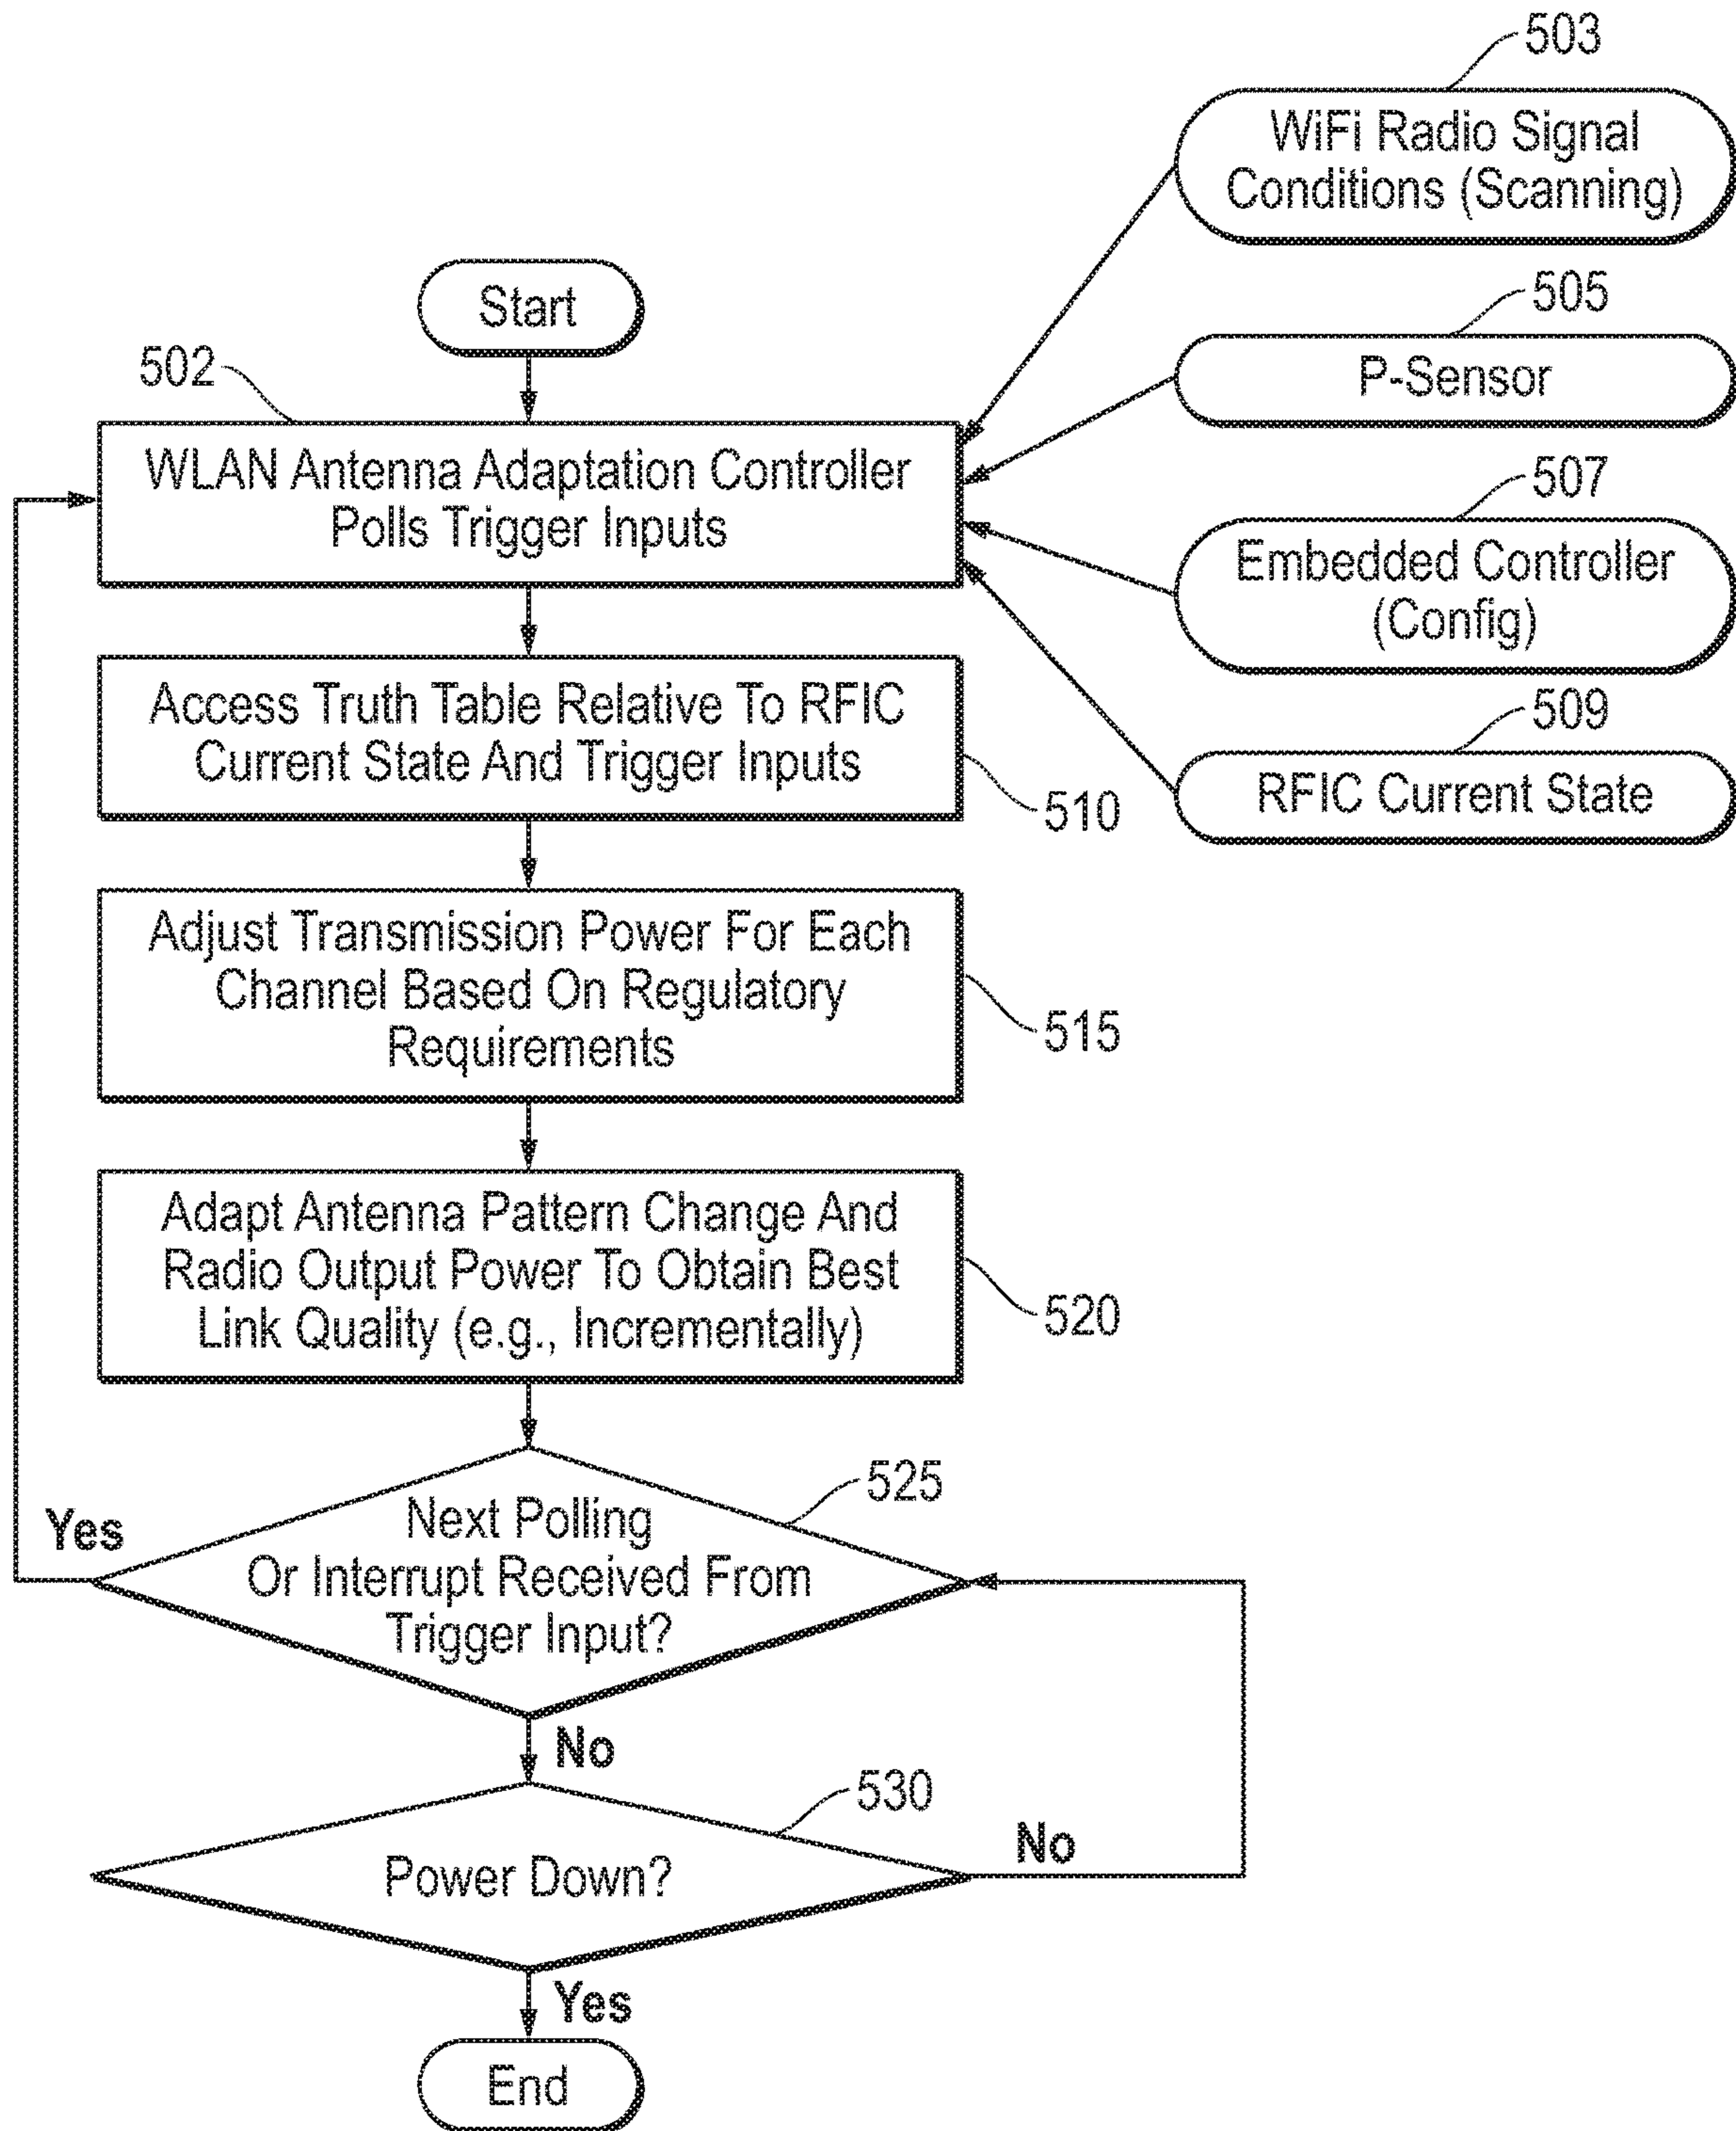 503
WiFi Radio Signal
Conditions (Scanning)
Start
505
P-Sensor
502
WLAN Antenna Adaptation Controller
Polls Trigger Inputs
507
Embedded Controller
(Config)
Access Truth Table Relative To RFIC
Current State And Trigger Inputs
510
509
RFIC Current State
Adjust Transmission Power For Each
Channel Based On Regulatory
Requirements
515
Adapt Antenna Pattern Change And
Radio Output Power To Obtain Best
Link Quality (e.g., Incrementally)
520
525
Yes
Next Polling
Or Interrupt Received From
Trigger Input?
No
530
Power Down?
No
Yes
End